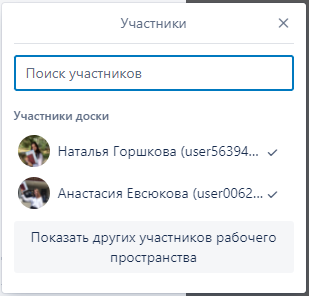 Участники
Поиск участников
Участники доски
Наталья Горшкова (user56394...
Анастасия Евсюкова (user0062...
Показать других участников рабочего
пространства